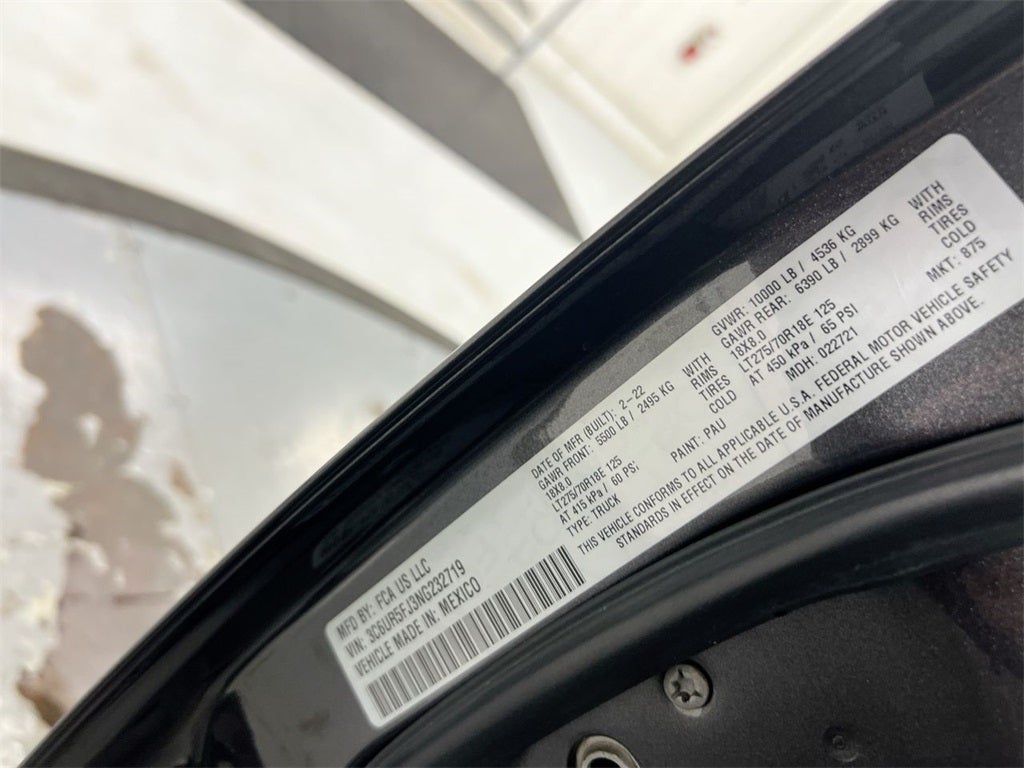 MFD BY: FCA US LLC
VIN: 3C6UR5FJ3NG232719
VEHICLE MADE IN: MEXICO
DATE OF MFR (BUILT): 2-22 GVWR: 10000 LB / 4536 KG
GAWR FRONT: 5500 LB / 2495 KG WITH GAWR REAR: 6390 LB / 2899 KG WITH
18X8.0 RIMS 18X8.0 RIMS
LT275/70R18E 125 TIRES LT275/70R18E 125 TIRES
AT 415 kPa / 60 PSi COLD AT 450 kPa / 65 PSI COLD
TYPE: TRUCK PAINT: PAU MDH: 022721 MKT: 875
THIS VEHICLE CONFORMS TO ALL APPLICABLE U.S.A. FEDERAL MOTOR VEHICLE SAFETY
STANDARDS IN EFFECT ON THE DATE OF MANUFACTURE SHOWN ABOVE.